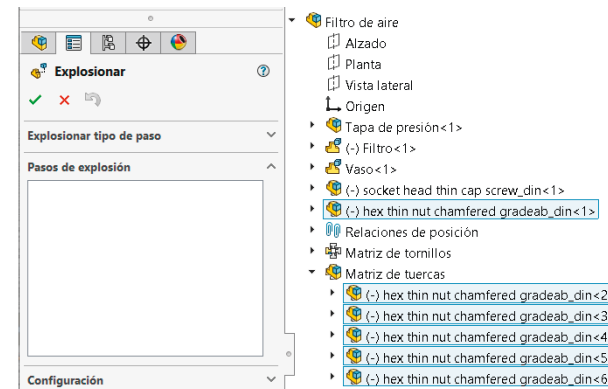 Explosionar
Explosionar tipo de paso
Pasos de explosión
Configuración
Filtro de aire
Alzado
Planta
Vista lateral
Origen
Tapa de presión<1>
(-) Filtro<1>
Vaso<1>
(-) socket head thin cap screw_din<1>
(-) hex thin nut chamfered gradeab_din<1>
Relaciones de posición
Matriz de tornillos
Matriz de tuercas
(-) hex thin nut chamfered gradeab_din<2
(-) hex thin nut chamfered gradeab_din<3
(-) hex thin nut chamfered gradeab_din<4
(-) hex thin nut chamfered gradeab_din<5
(-) hex thin nut chamfered gradeab_din<6